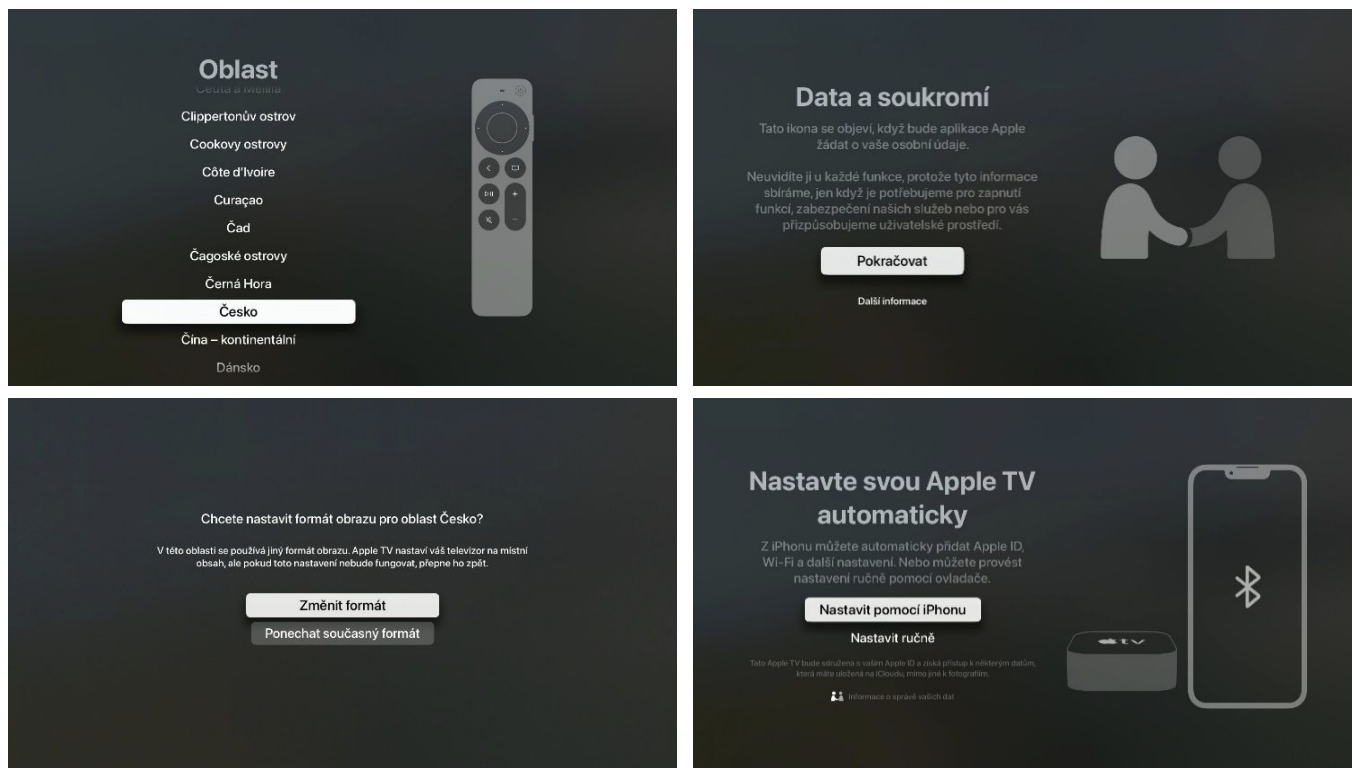 Oblast
Ceuta a Melilla
Clippertonův ostrov
Cookovy ostrovy
Côte d'Ivoire
Curaçao
Čad
Čagoské ostrovy
Černá Hora
Česko
Čína – kontinentální
Dánsko
Data a soukromí
Tato ikona se objeví, když bude aplikace Apple
žádat o vaše osobní údaje.
Neuvidíte ji u každé funkce, protože tyto informace
sbíráme, jen když je potřebujeme pro zapnutí
funkcí, zabezpečení našich služeb nebo pro vás
přizpůsobujeme uživatelské prostředí.
Pokračovat
Další informace
Chcete nastavit formát obrazu pro oblast Česko?
V této oblasti se používá jiný formát obrazu. Apple TV nastaví váš televizor na místní
obsah, ale pokud toto nastavení nebude fungovat, přepne ho zpět.
Změnit formát
Ponechat současný formát
Nastavte svou Apple TV
automaticky
Z iPhonu můžete automaticky přidat Apple ID,
Wi-Fi a další nastavení. Nebo můžete provést
nastavení ručně pomocí ovladače.
Nastavit pomocí iPhonu
Nastavit ručně
Tato Apple TV bude sdružena s vaším Apple ID a získá přístup k některým datům,
která máte uložená na iCloudu, mimo jiné k fotografiím.
Informace o správě vašich dat
tv